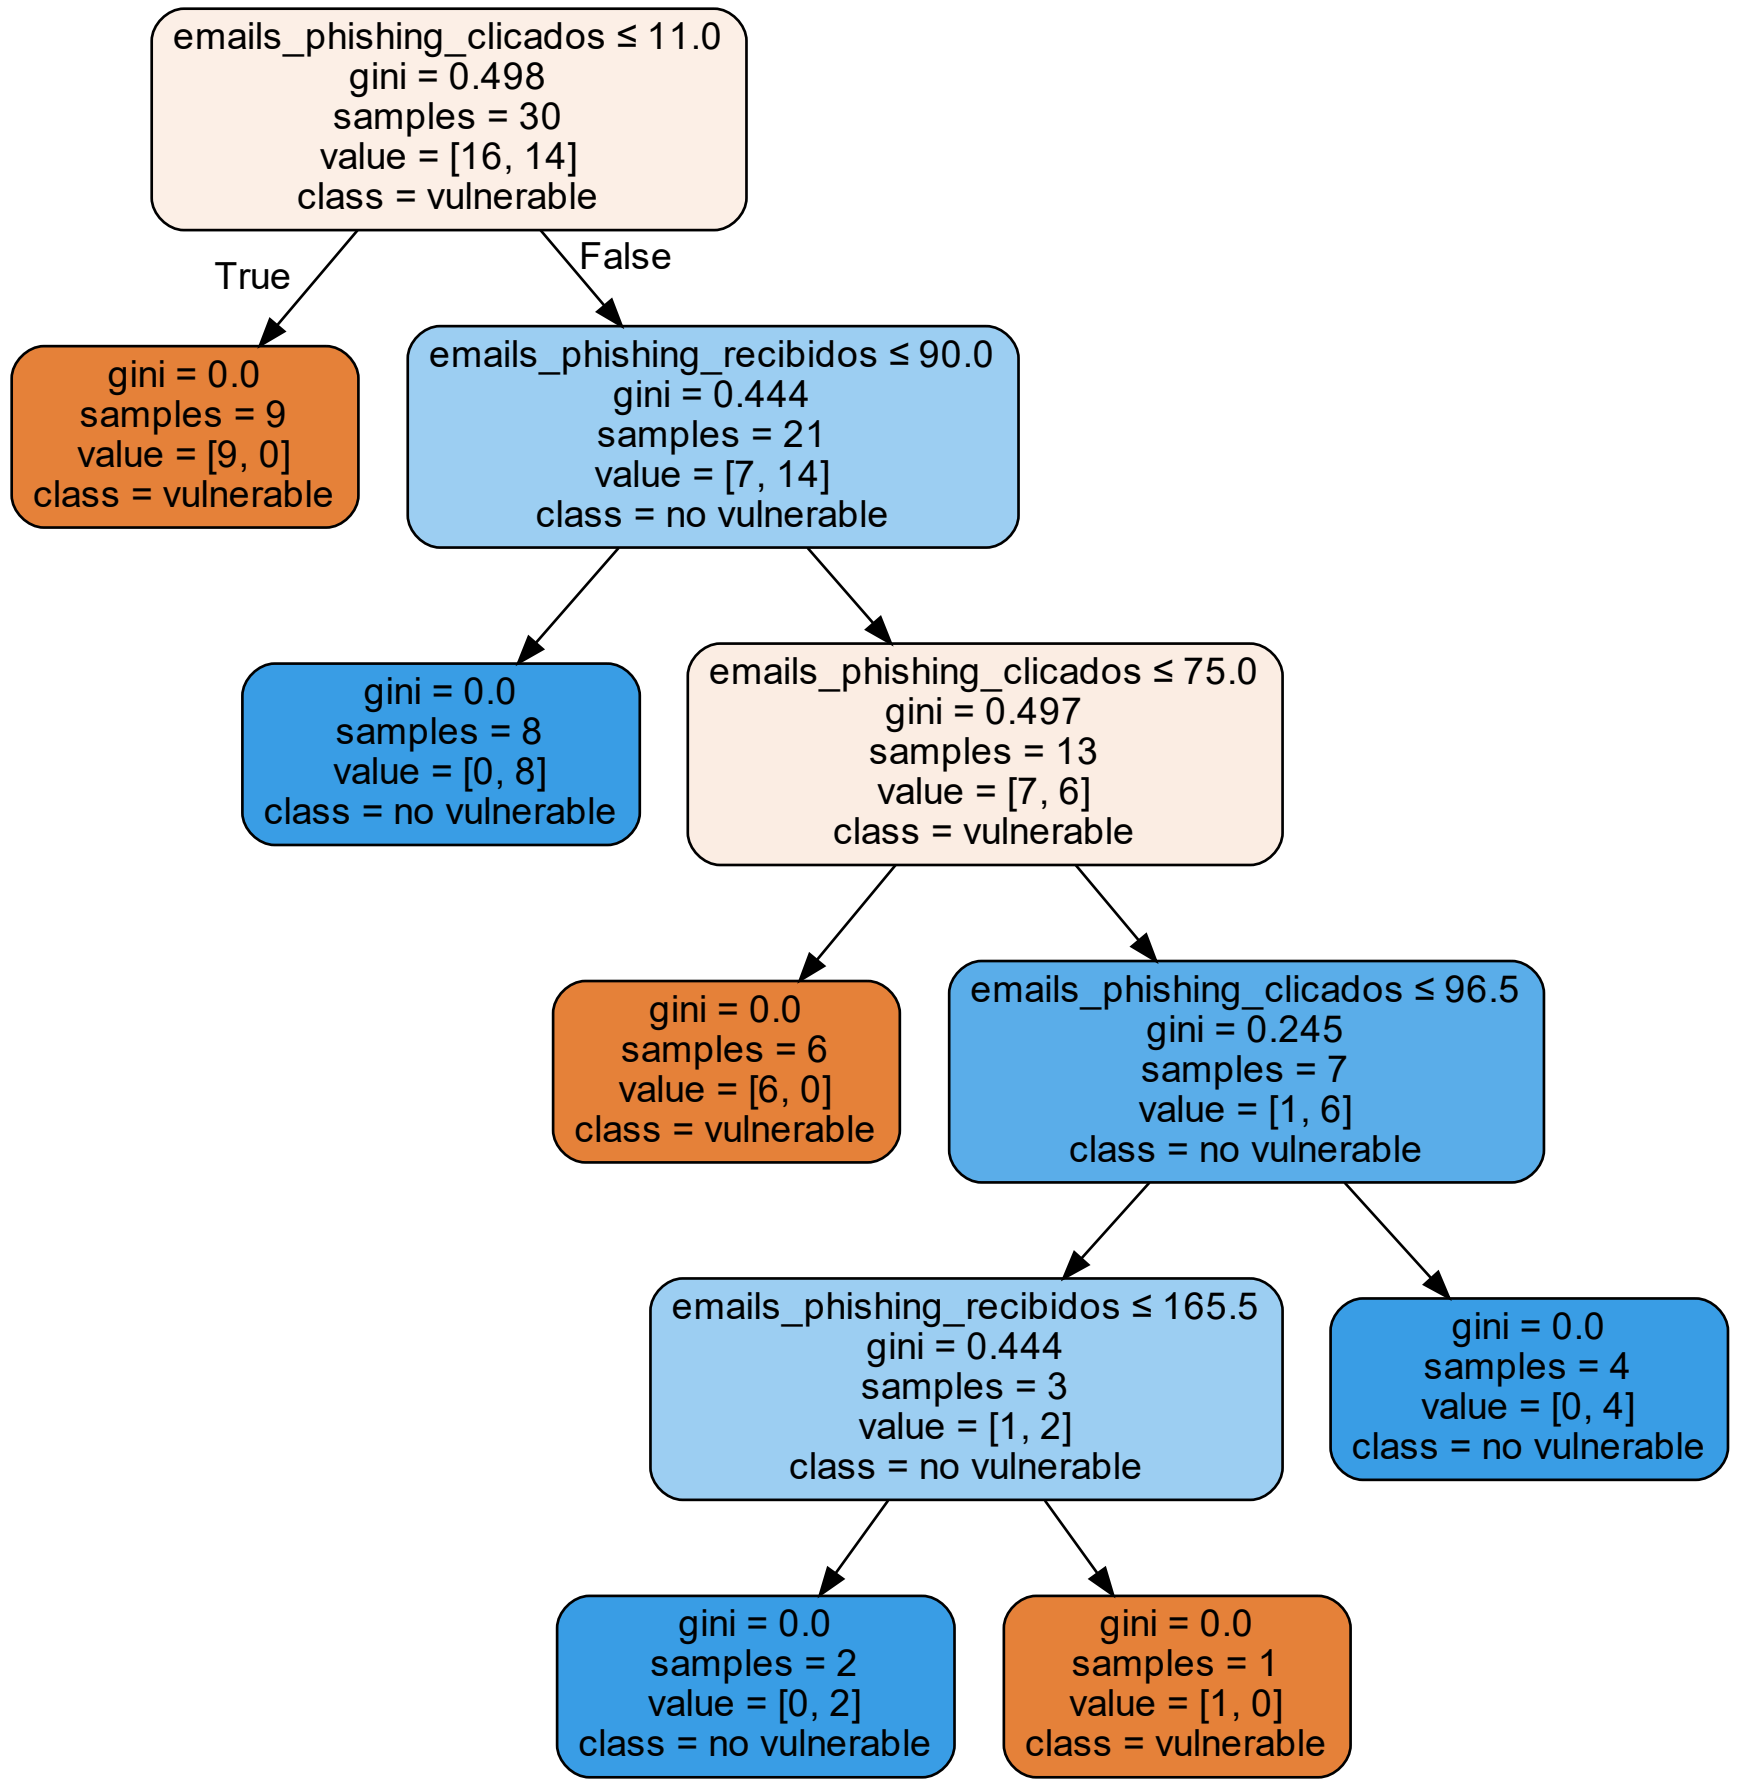 emails_phishing_clicados ≤ 11.0
gini = 0.498
samples = 30
value = [16, 14]
class = vulnerable
True
False
gini = 0.0
samples = 9
value = [9, 0]
class = vulnerable
emails_phishing_recibidos ≤ 90.0
gini = 0.444
samples = 21
value = [7, 14]
class = no vulnerable
gini = 0.0
samples = 8
value = [0, 8]
class = no vulnerable
emails_phishing_clicados ≤ 75.0
gini = 0.497
samples = 13
value = [7, 6]
class = vulnerable
gini = 0.0
samples = 6
value = [6, 0]
class = vulnerable
emails_phishing_clicados ≤ 96.5
gini = 0.245
samples = 7
value = [1, 6]
class = no vulnerable
emails_phishing_recibidos ≤ 165.5
gini = 0.444
samples = 3
value = [1, 2]
class = no vulnerable
gini = 0.0
samples = 4
value = [0, 4]
class = no vulnerable
gini = 0.0
samples = 2
value = [0, 2]
class = no vulnerable
gini = 0.0
samples = 1
value = [1, 0]
class = vulnerable